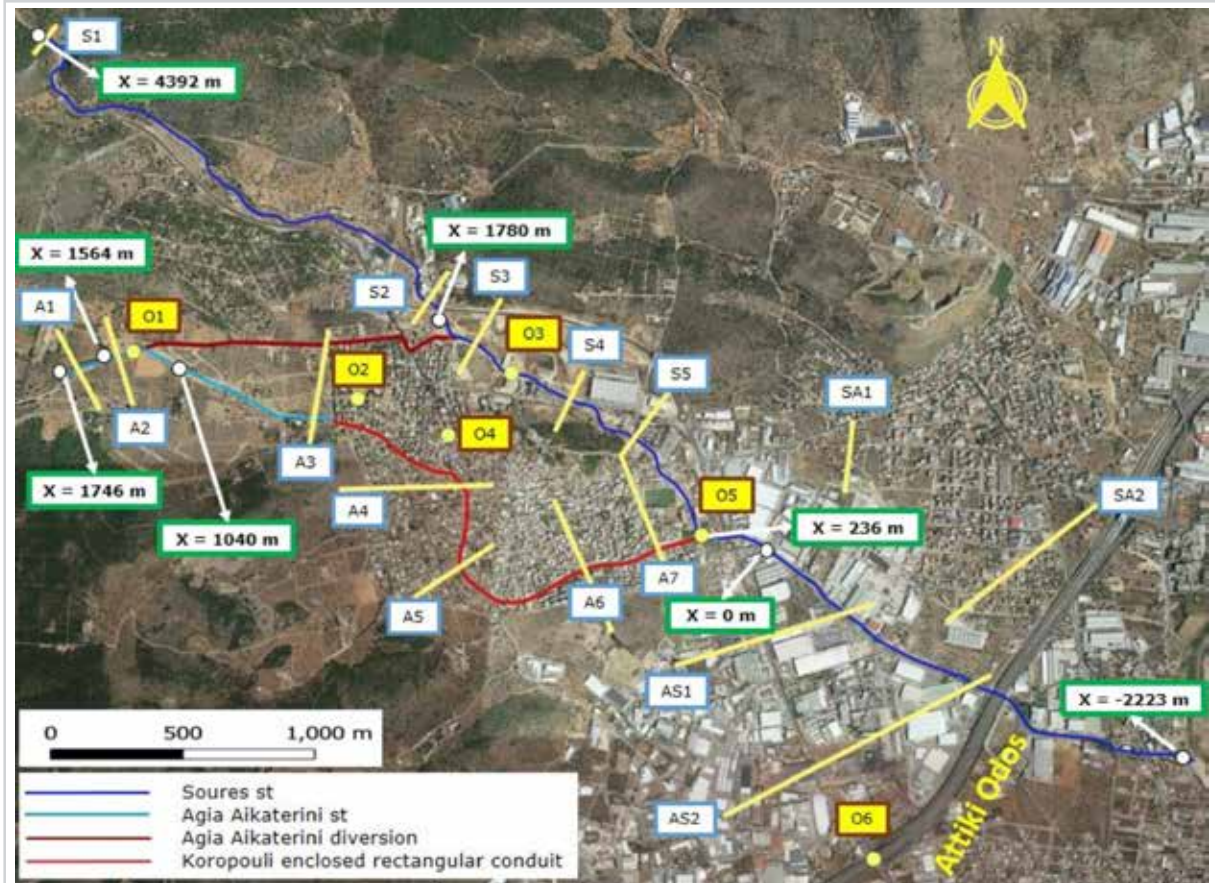 S1
N
X = 4392 m
X = 1780 m
X = 1564 m
S2
S3
A1
O1
O3
S4
O2
S5
SA1
A2
O4
A3
X = 1746 m
A4
O5
SA2
X = 1040 m
X = 236 m
A5
A6
A7
X = 0 m
AS1
X = -2223 m
0 500 1,000 m
Soures st
Agia Aikaterini st
Agia Aikaterini diversion
Koropouli enclosed rectangular conduit
AS2
O6
Attiki Odos